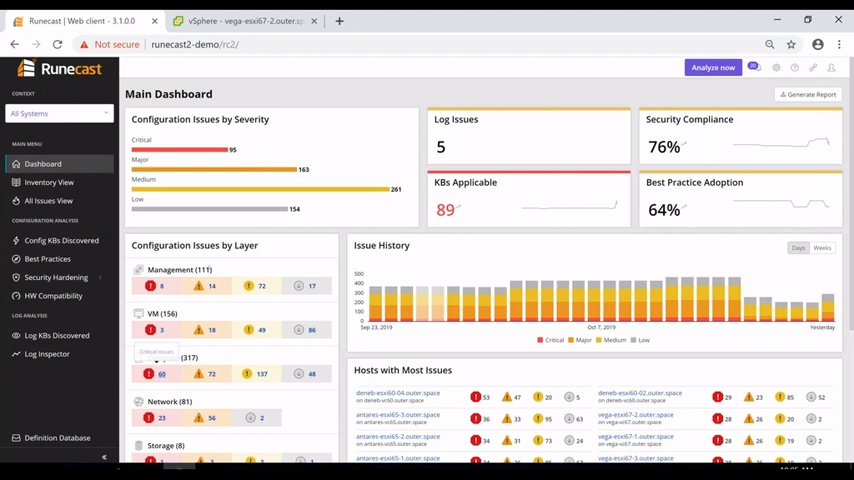 Runecast | Web client - 3.1.0.0
vSphere - vega-esxi67-2.outer.sp
Not secure
runecast2-demo/rc2/
Runecast
CONTEXT
All Systems
MAIN MENU
Dashboard
Inventory View
All Issues View
CONFIGURATION ANALYSIS
Config KBs Discovered
Best Practices
Security Hardening
HW Compatibility
LOG ANALYSIS
Log KBs Discovered
Log Inspector
Definition Database
Analyze now
20
Main Dashboard
Generate Report
Configuration Issues by Severity
Critical
95
Major
163
Medium
261
Low
154
Log Issues
5
Security Compliance
76%
KBs Applicable
89
Best Practice Adoption
64%
Configuration Issues by Layer
Management (111)
8 14 72 17
VM (156)
3 18 49 86
Critical issues
(317)
60 72 137 48
Network (81)
23 56 2
Storage (8)
Issue History
Days Weeks
500
400
300
200
100
0
Sep 23, 2019 Oct 7, 2019 Yesterday
Critical Major Medium Low
Hosts with Most Issues
deneb-esxi60-04.outer.space 53 47 20 5
on deneb-vc60.outer.space
deneb-esxi60-02.outer.space 29 23 85 52
on deneb-vc60.outer.space
antares-esxi65-3.outer.space 36 33 95 63
on antares-vc65.outer.space
vega-esxi67-2.outer.space 28 26 20 2
on vega-vc67.outer.space
antares-esxi65-2.outer.space 34 31 73 24
on antares-vc65.outer.space
vega-esxi67-1.outer.space 28 26 19 2
on vega-vc67.outer.space
antares-esxi65-1.outer.space
vega-esxi67-3.outer.space